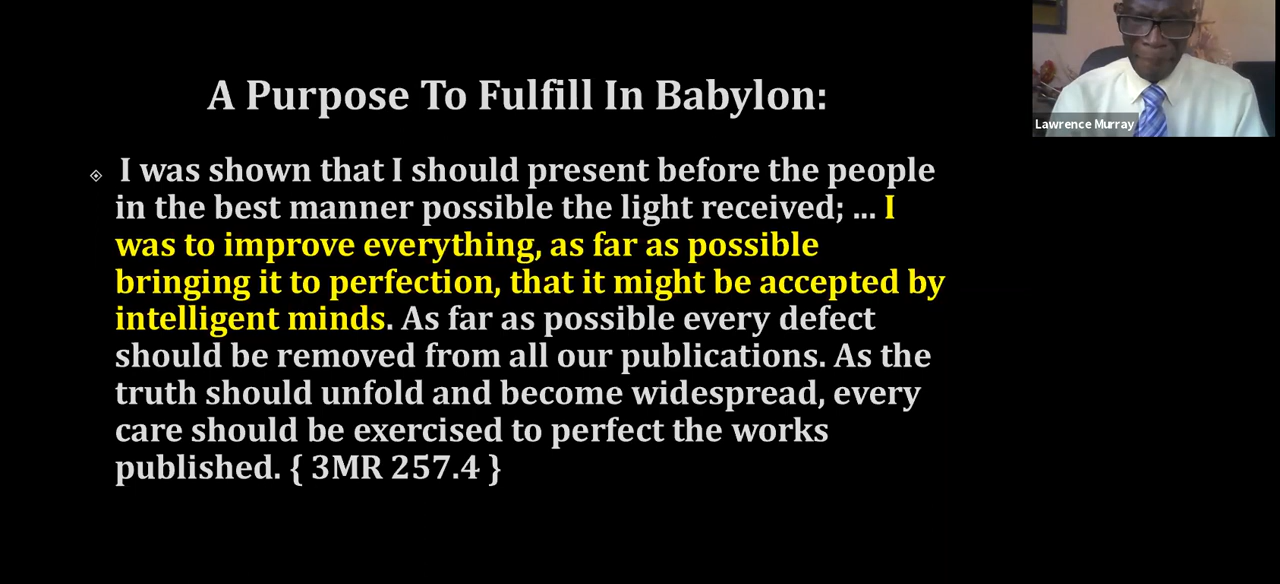 A Purpose To Fulfill In Babylon:
I was shown that I should present before the people
in the best manner possible the light received; ... I
was to improve everything, as far as possible
bringing it to perfection, that it might be accepted by
intelligent minds. As far as possible every defect
should be removed from all our publications. As the
truth should unfold and become widespread, every
care should be exercised to perfect the works
published. { 3MR 257.4 }
Lawrence Murray